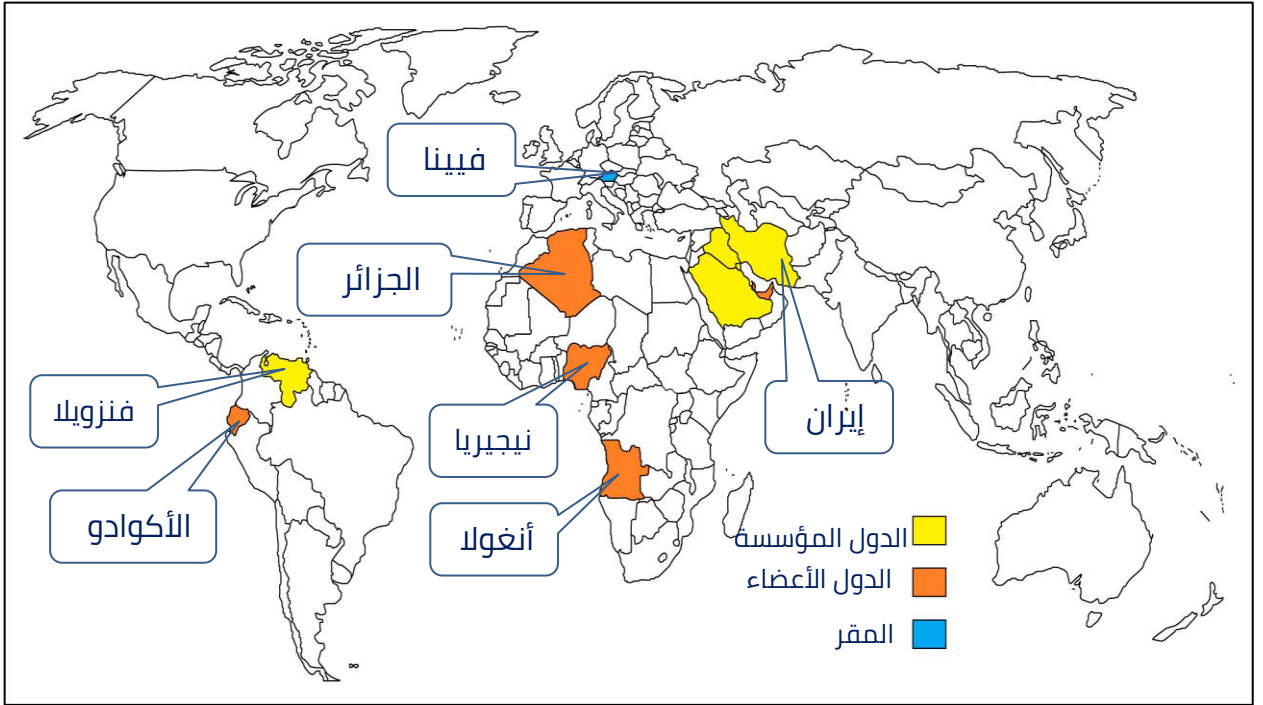 فيينا
الجزائر
فنزويلا
الأكوادو
نيجيريا
أنغولا
إيران
الدول المؤسسة
الدول الأعضاء
المقر